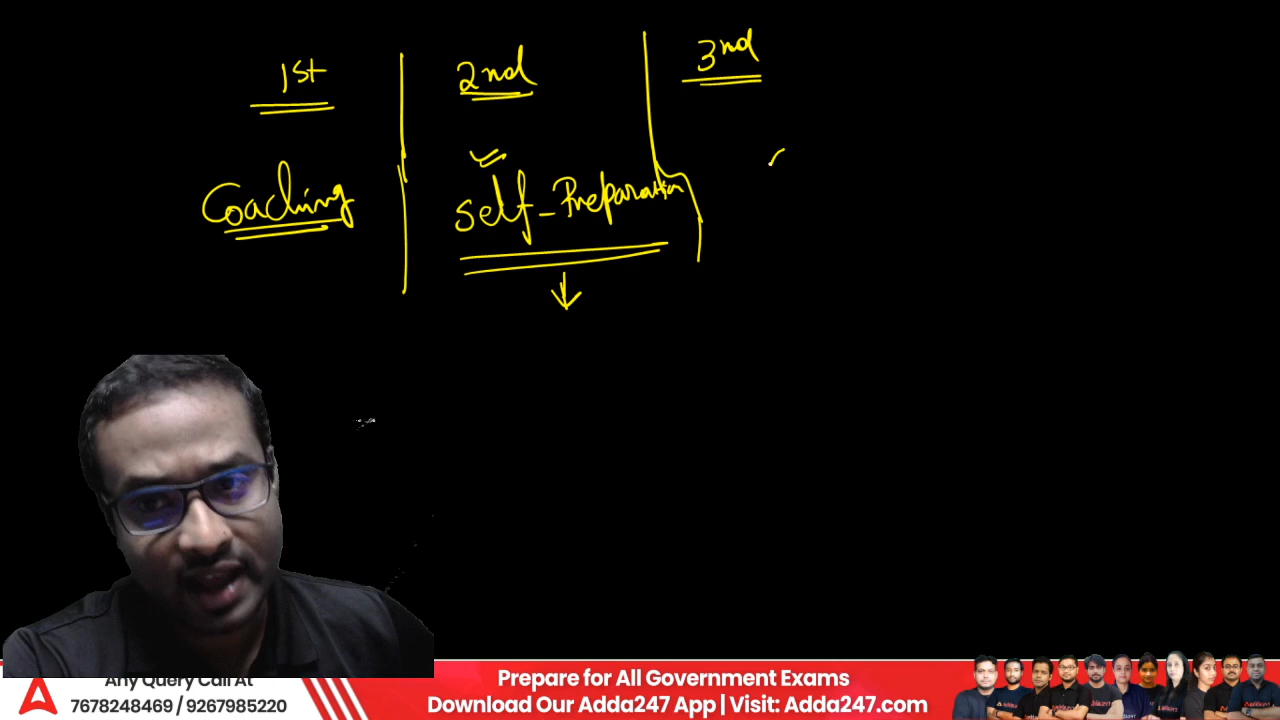 1st
2nd
3nd
Coaching
self-Preparation
Any Query Call At
7678248469 / 9267985220
Prepare for All Government Exams
Download Our Adda247 App | Visit: Adda247.com